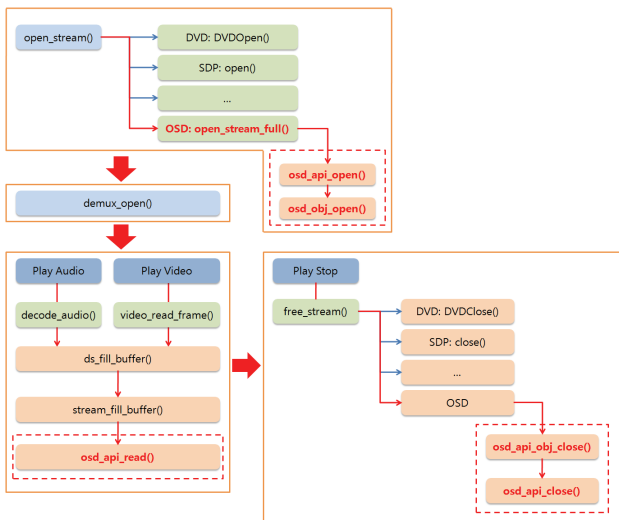 open_stream()
DVD: DVDOpen()
SDP: open()
...
OSD: open_stream_full()
osd_api_open()
osd_obj_open()
demux_open()
Play Audio
Play Video
decode_audio()
video_read_frame()
ds_fill_buffer()
stream_fill_buffer()
osd_api_read()
Play Stop
free_stream()
DVD: DVDClose()
SDP: close()
...
OSD
osd_api_obj_close()
osd_api_close()